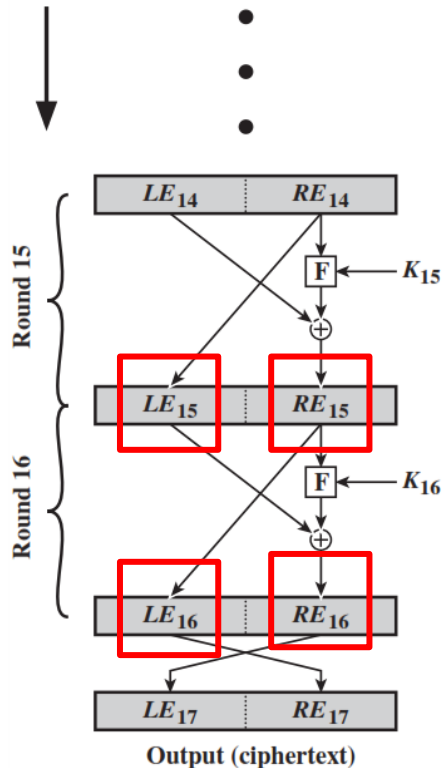 LE14 RE14
Round 15
F K15
+
LE15 RE15
Round 16
F K16
+
LE16 RE16
LE17 RE17
Output (ciphertext)